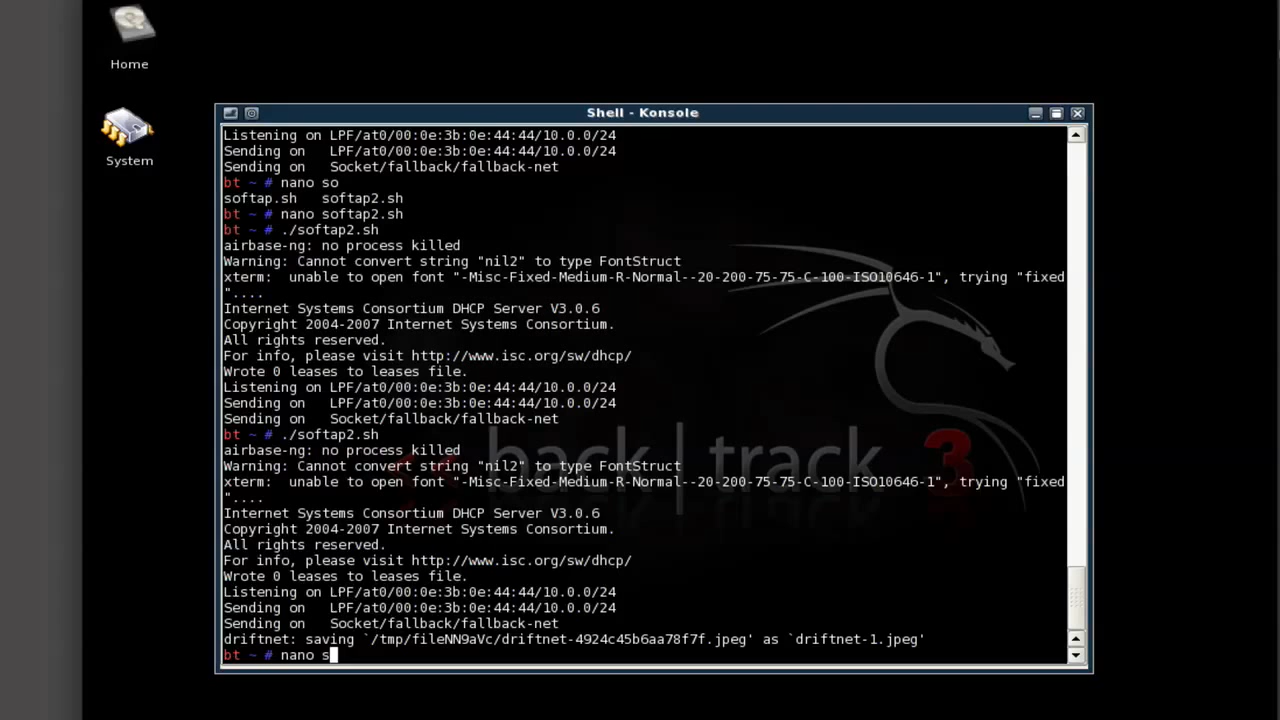 Home
System
Shell - Konsole
Listening on LPF/at0/00:0e:3b:0e:44:44/10.0.0/24
Sending on   LPF/at0/00:0e:3b:0e:44:44/10.0.0/24
Sending on   Socket/fallback/fallback-net
bt ~ # nano so
softap.sh   softap2.sh
bt ~ # nano softap2.sh
bt ~ # ./softap2.sh
airbase-ng: no process killed
Warning: Cannot convert string "nil2" to type FontStruct
xterm:  unable to open font "-Misc-Fixed-Medium-R-Normal--20-200-75-75-C-100-ISO10646-1", trying "fixed
"....
Internet Systems Consortium DHCP Server V3.0.6
Copyright 2004-2007 Internet Systems Consortium.
All rights reserved.
For info, please visit http://www.isc.org/sw/dhcp/
Wrote 0 leases to leases file.
Listening on LPF/at0/00:0e:3b:0e:44:44/10.0.0/24
Sending on   LPF/at0/00:0e:3b:0e:44:44/10.0.0/24
Sending on   Socket/fallback/fallback-net
bt ~ # ./softap2.sh
airbase-ng: no process killed
Warning: Cannot convert string "nil2" to type FontStruct
xterm:  unable to open font "-Misc-Fixed-Medium-R-Normal--20-200-75-75-C-100-ISO10646-1", trying "fixed
"....
Internet Systems Consortium DHCP Server V3.0.6
Copyright 2004-2007 Internet Systems Consortium.
All rights reserved.
For info, please visit http://www.isc.org/sw/dhcp/
Wrote 0 leases to leases file.
Listening on LPF/at0/00:0e:3b:0e:44:44/10.0.0/24
Sending on   LPF/at0/00:0e:3b:0e:44:44/10.0.0/24
Sending on   Socket/fallback/fallback-net
driftnet: saving `/tmp/fileNN9aVc/driftnet-4924c45b6aa78f7f.jpeg' as `driftnet-1.jpeg'
bt ~ # nano s
back|track 3